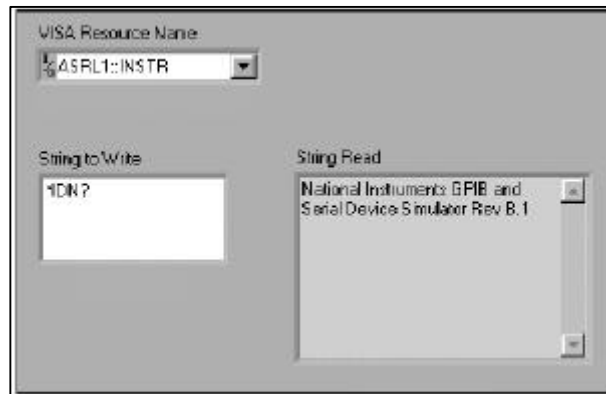 VISA Resource Name
ASRL1::INSTR
String to Write
*IDN?
String Read
National Instruments GPIB and
Serial Device Simulator Rev B.1